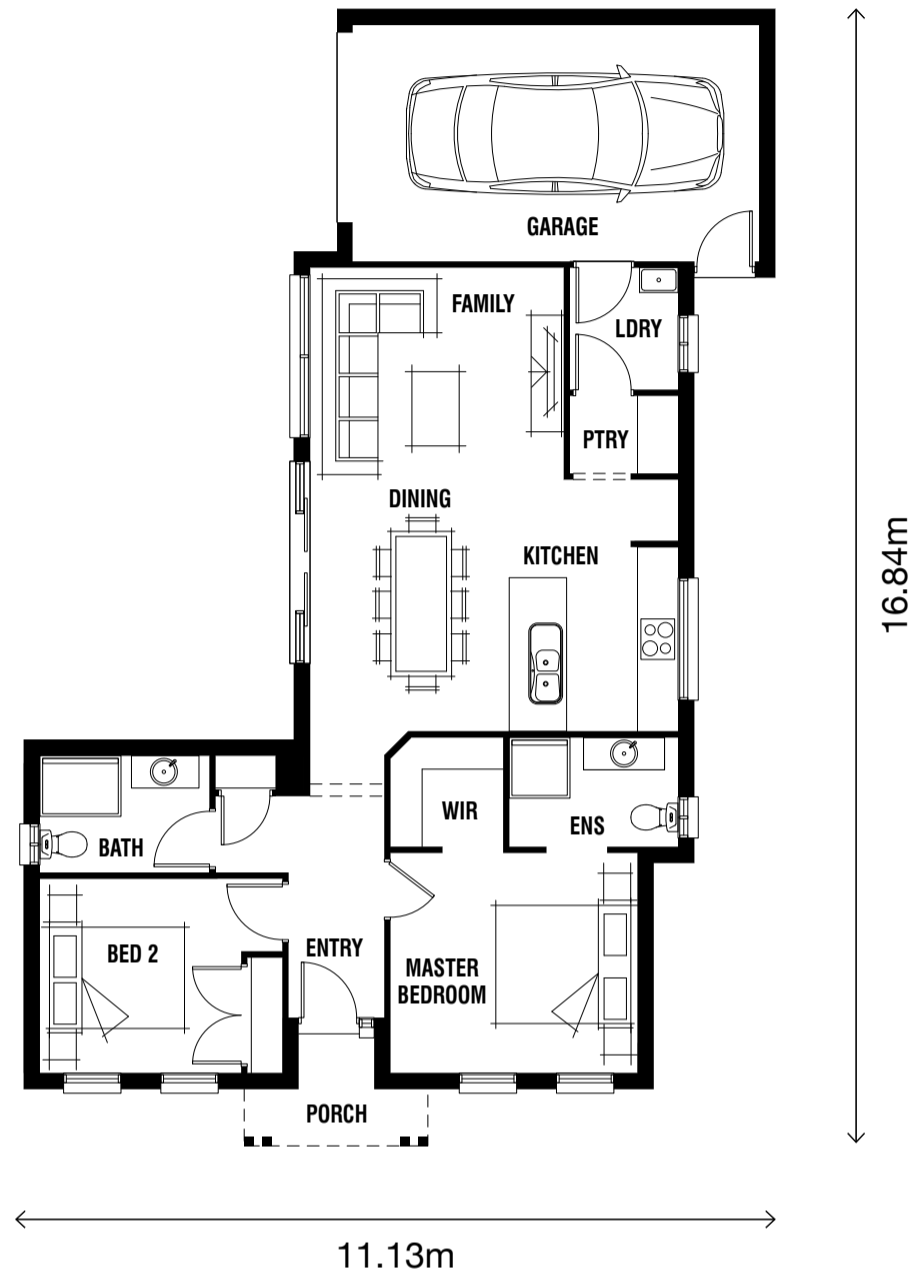 GARAGE
FAMILY
LDRY
PTRY
DINING
KITCHEN
16.84m
WIR
ENS
BATH
ENTRY
BED 2
MASTER
BEDROOM
PORCH
11.13m